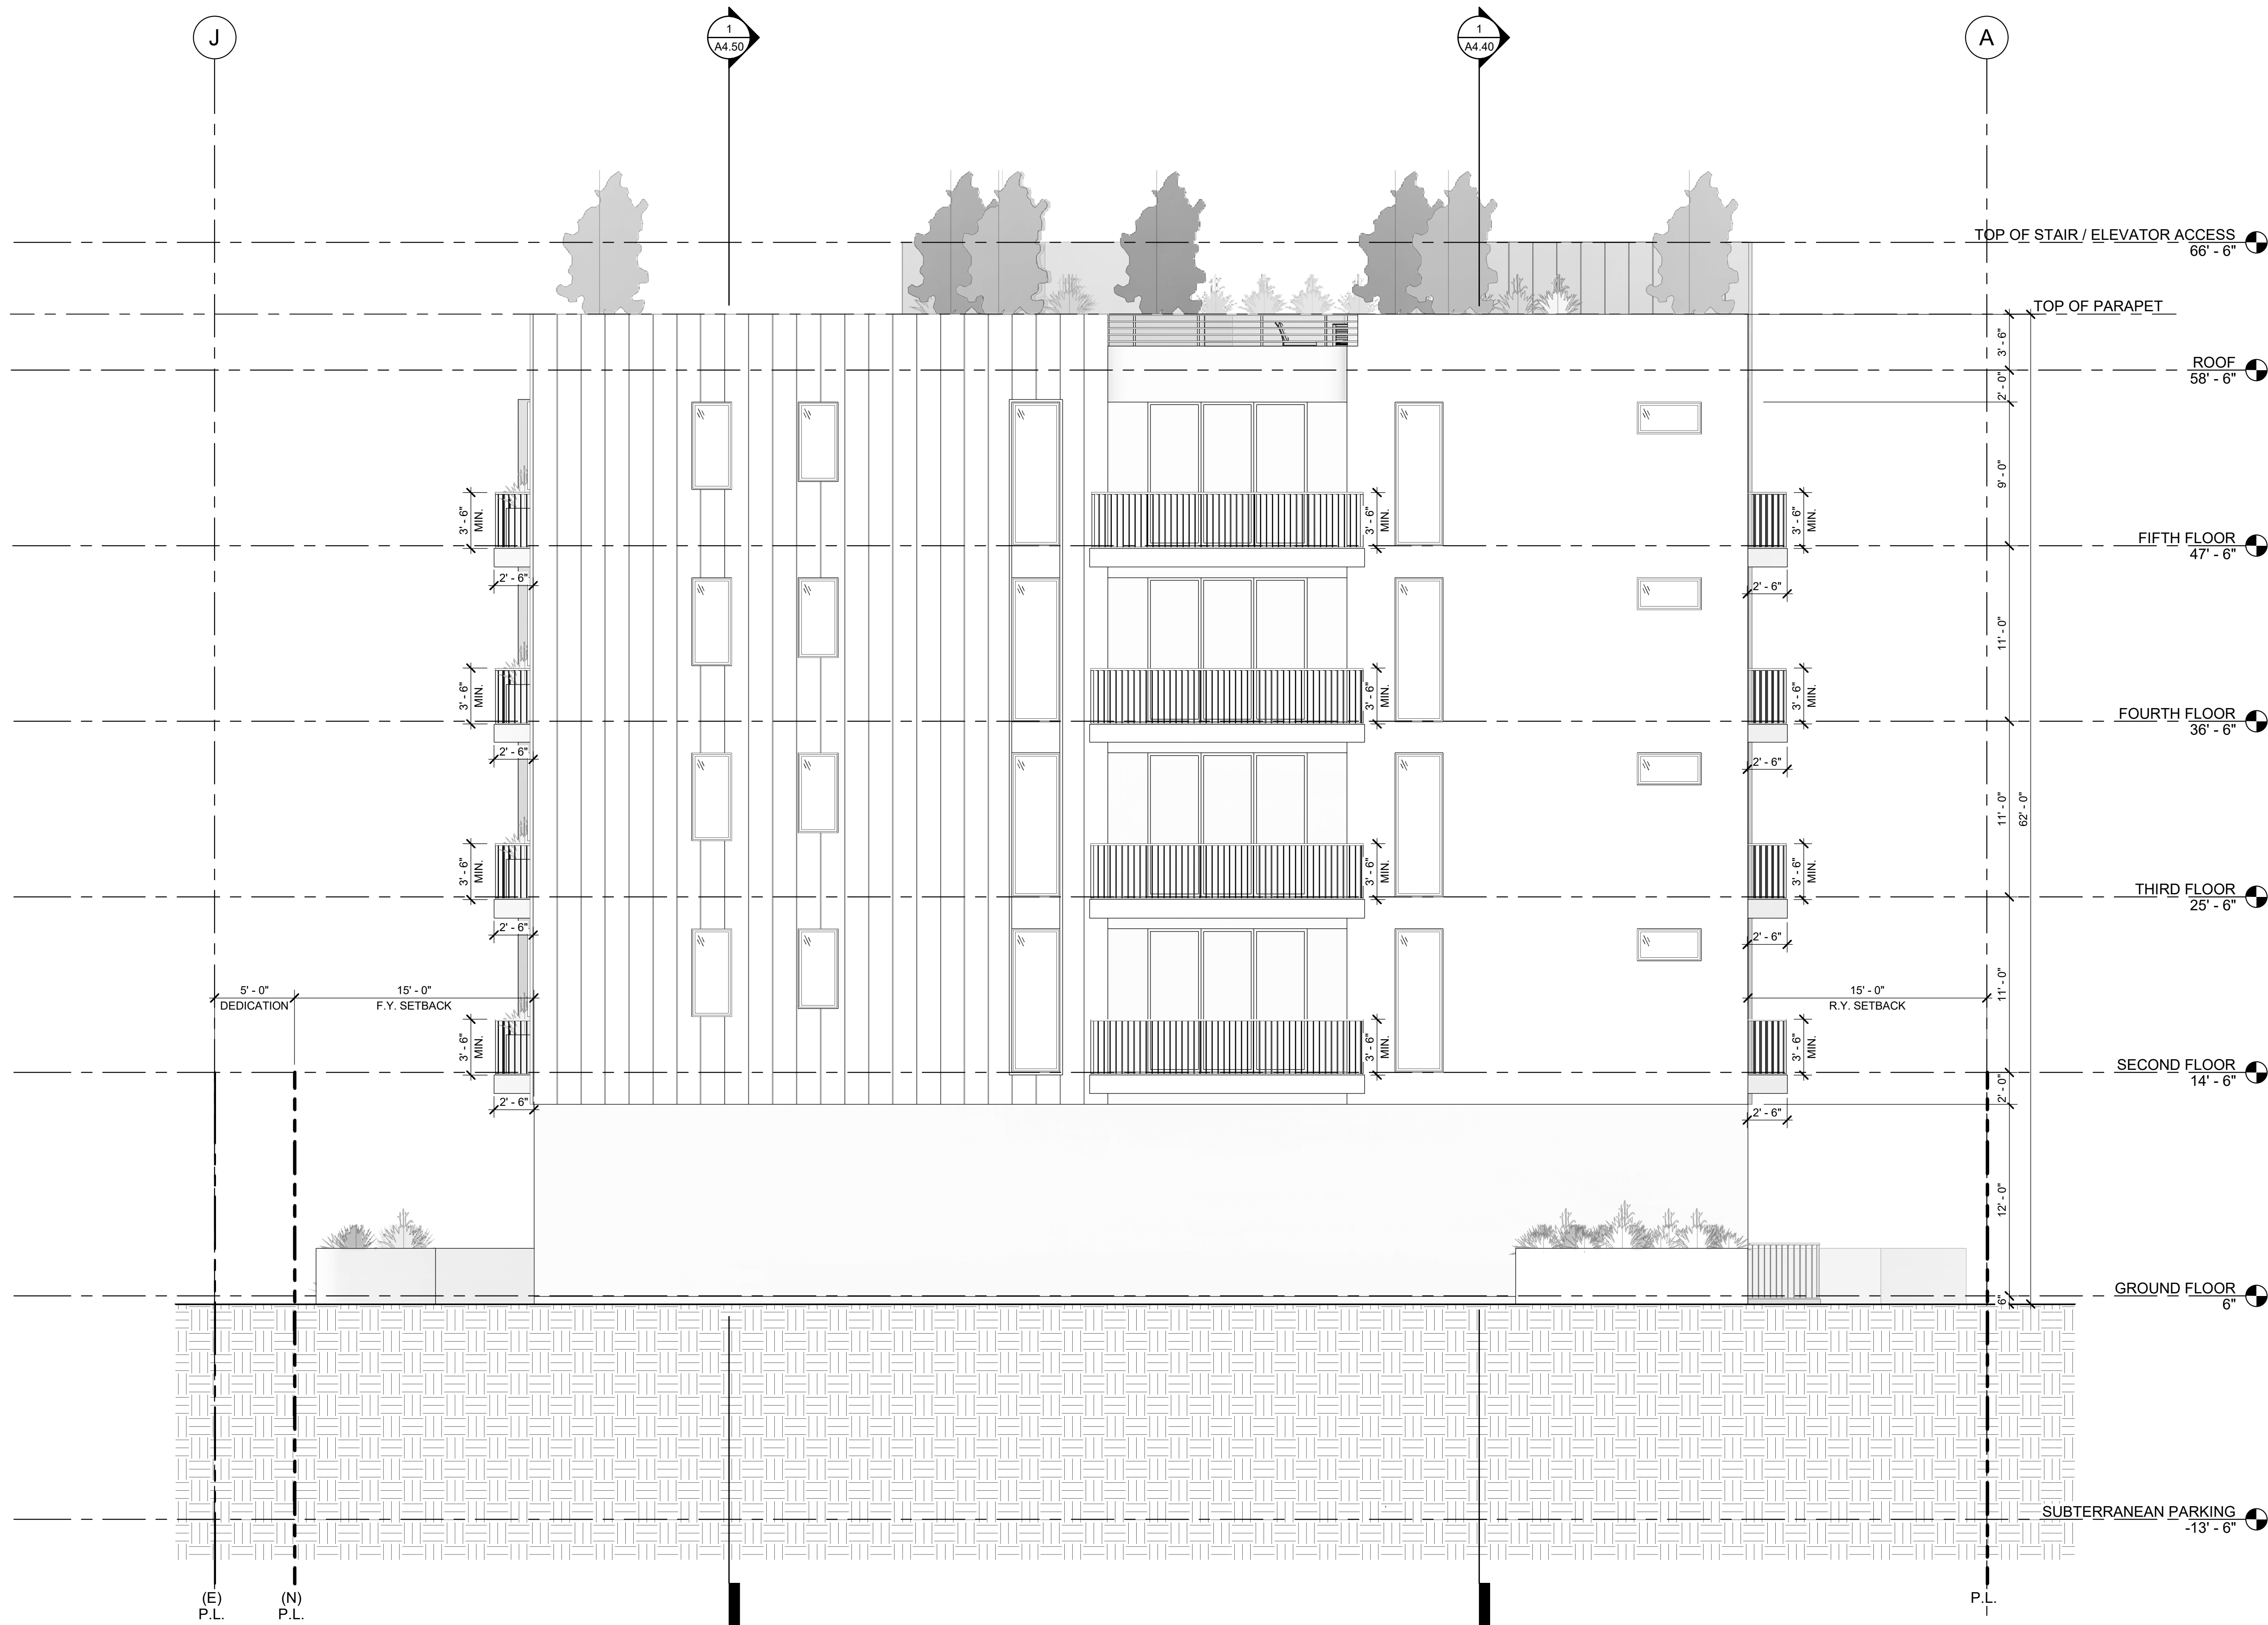 J
1
A4.50
1
A4.40
A
TOP OF STAIR / ELEVATOR ACCESS
66' - 6"
TOP OF PARAPET
3' - 6"
ROOF
58' - 6"
2' - 0"
9' - 0"
3' - 6"
MIN.
3' - 6"
MIN.
3' - 6"
MIN.
FIFTH FLOOR
47' - 6"
2' - 6"
2' - 6"
11' - 0"
3' - 6"
MIN.
3' - 6"
MIN.
3' - 6"
MIN.
FOURTH FLOOR
36' - 6"
2' - 6"
2' - 6"
11' - 0"
62' - 0"
3' - 6"
MIN.
3' - 6"
MIN.
3' - 6"
MIN.
THIRD FLOOR
25' - 6"
2' - 6"
2' - 6"
11' - 0"
5' - 0"
DEDICATION
15' - 0"
F.Y. SETBACK
15' - 0"
R.Y. SETBACK
3' - 6"
MIN.
3' - 6"
MIN.
3' - 6"
MIN.
SECOND FLOOR
14' - 6"
2' - 0"
2' - 6"
2' - 6"
12' - 0"
GROUND FLOOR
6"
6"
SUBTERRANEAN PARKING
-13' - 6"
(E)
P.L.
(N)
P.L.
P.L.